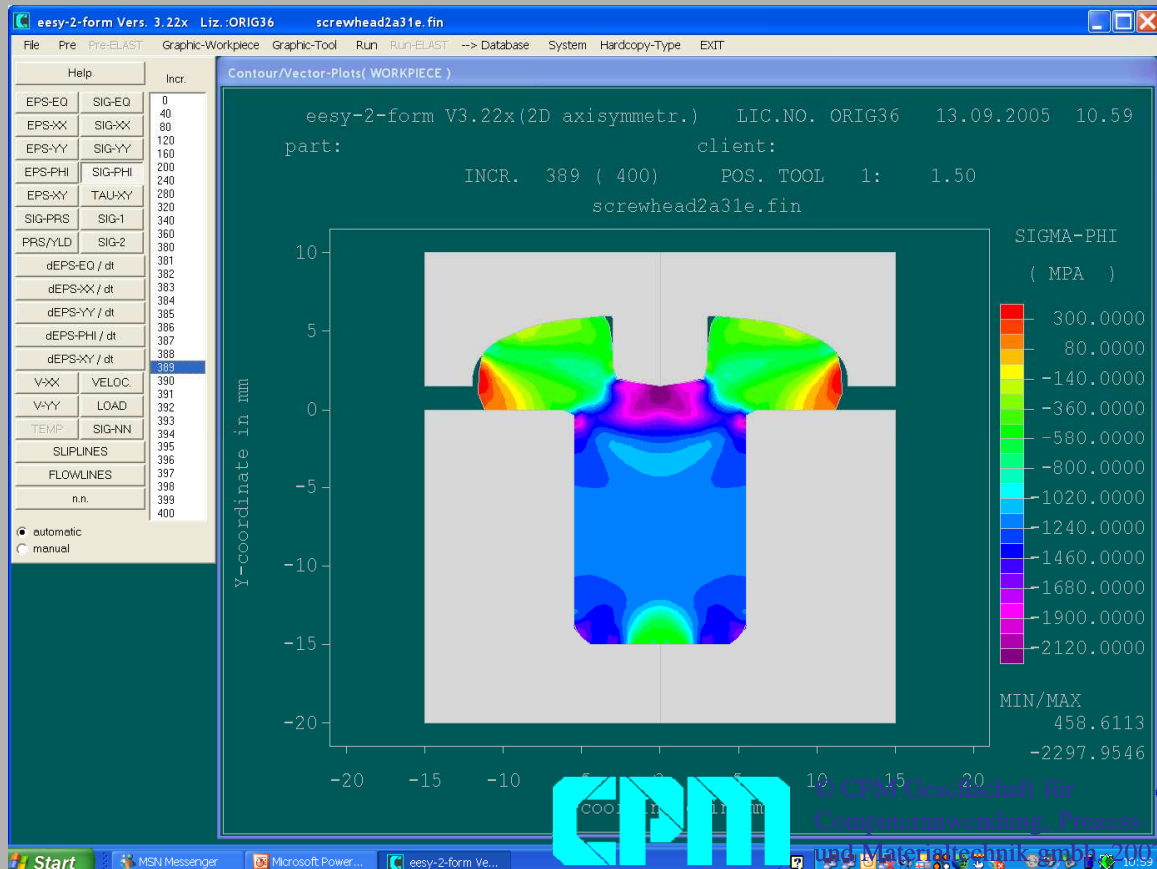 eesy-2-form Vers. 3.22x Liz.:ORIG36 screwhead2a31e.fin
File Pre Pre-ELAST Graphic-Workpiece Graphic-Tool Run Run-ELAST --> Database System Hardcopy-Type EXIT
Help
Incr.
EPS-EQ SIG-EQ
EPS-XX SIG-XX
EPS-YY SIG-YY
EPS-PHI SIG-PHI
EPS-XY TAU-XY
SIG-PRS SIG-1
PRS/YLD SIG-2
dEPS-EQ / dt
dEPS-XX / dt
dEPS-YY / dt
dEPS-PHI / dt
dEPS-XY / dt
V-XX VELOC.
V-YY LOAD
TEMP SIG-NN
SLIPLINES
FLOWLINES
n.n.
automatic
manual
0
40
80
120
160
200
240
280
320
340
360
380
381
382
383
384
385
386
387
388
389
390
391
392
393
394
395
396
397
398
399
400
Contour/Vector-Plots( WORKPIECE )
eesy-2-form V3.22x(2D axisymmetr.) LIC.NO. ORIG36 13.09.2005 10.59
part: client:
INCR. 389 ( 400) POS. TOOL 1: 1.50
screwhead2a31e.fin
SIGMA-PHI
( MPA )
300.0000
80.0000
-140.0000
-360.0000
-580.0000
-800.0000
-1020.0000
-1240.0000
-1460.0000
-1680.0000
-1900.0000
-2120.0000
MIN/MAX
458.6113
-2297.9546
Y-coordinate in mm
10
5
0
-5
-10
-15
-20
-20 -15 -10 10 15 20
CPM
© CPM Gesellschaft für
Computeranwendung, Prozess-
und Materialtechnik gmbh, 200
Start MSN Messenger Microsoft Power... eesy-2-form Ve... 10:59